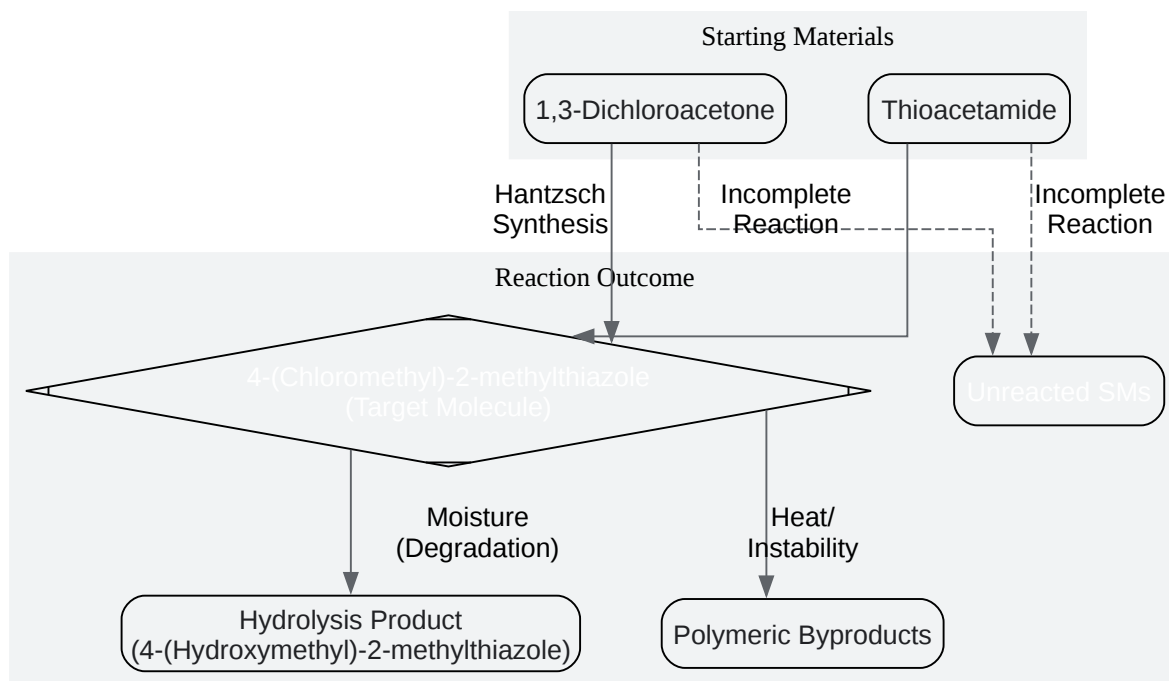 Starting Materials
1,3-Dichloroacetone
Thioacetamide
Hantzsch
Synthesis
Incomplete
Reaction
Incomplete
Reaction
Reaction Outcome
4-(Chloromethyl)-2-methylthiazole
(Target Molecule)
Unreacted SMs
Moisture
(Degradation)
Heat/
Instability
Hydrolysis Product
(4-(Hydroxymethyl)-2-methylthiazole)
Polymeric Byproducts